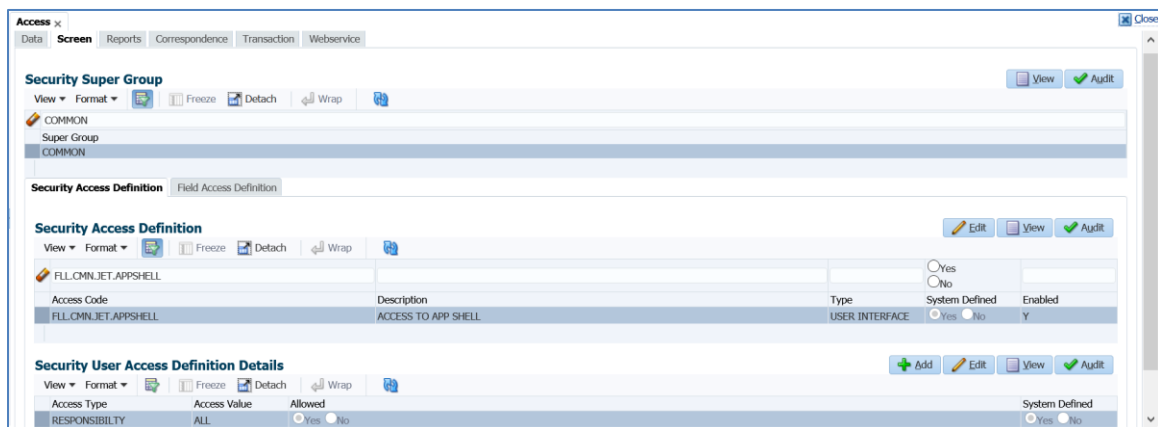 Access x
Close
Data Screen Reports Correspondence Transaction Webservice
Security Super Group
View Audit
View Format Freeze Detach Wrap
COMMON
Super Group
COMMON
Security Access Definition Field Access Definition
Security Access Definition
Edit View Audit
View Format Freeze Detach Wrap
FLL.CMN.JET.APPSHELL
Yes
No
Access Code Description Type System Defined Enabled
FLL.CMN.JET.APPSHELL ACCESS TO APP SHELL USER INTERFACE Yes No Y
Security User Access Definition Details
Add Edit View Audit
View Format Freeze Detach Wrap
Access Type Access Value Allowed System Defined
RESPONSIBILTY ALL Yes No Yes No